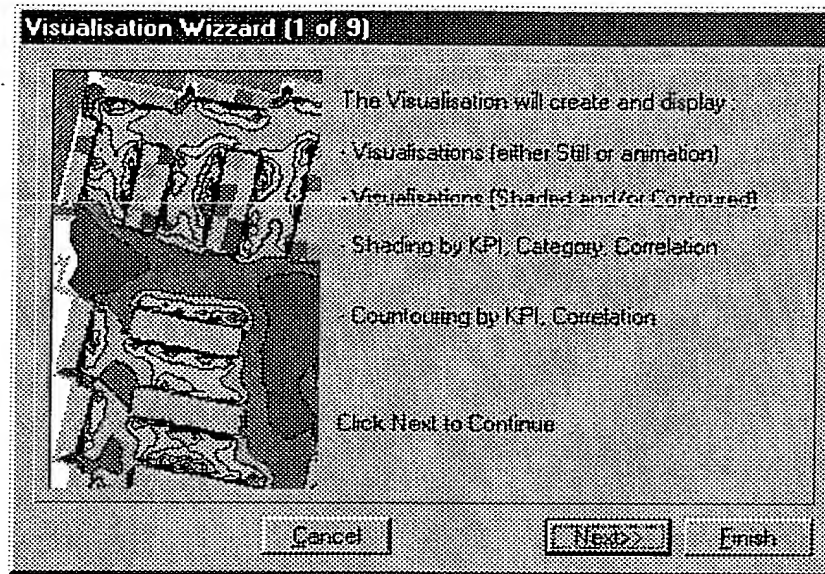 Visualisation Wizzard (1 of 9)
The Visualisation will create and display :
- Visualisations (either Still or animation)
- Visualisations (Shaded and/or Contoured)
- Shading by KPI, Category, Correlation
- Countouring by KPI, Correlation
Click Next to Continue
Cancel
Next>>
Finish